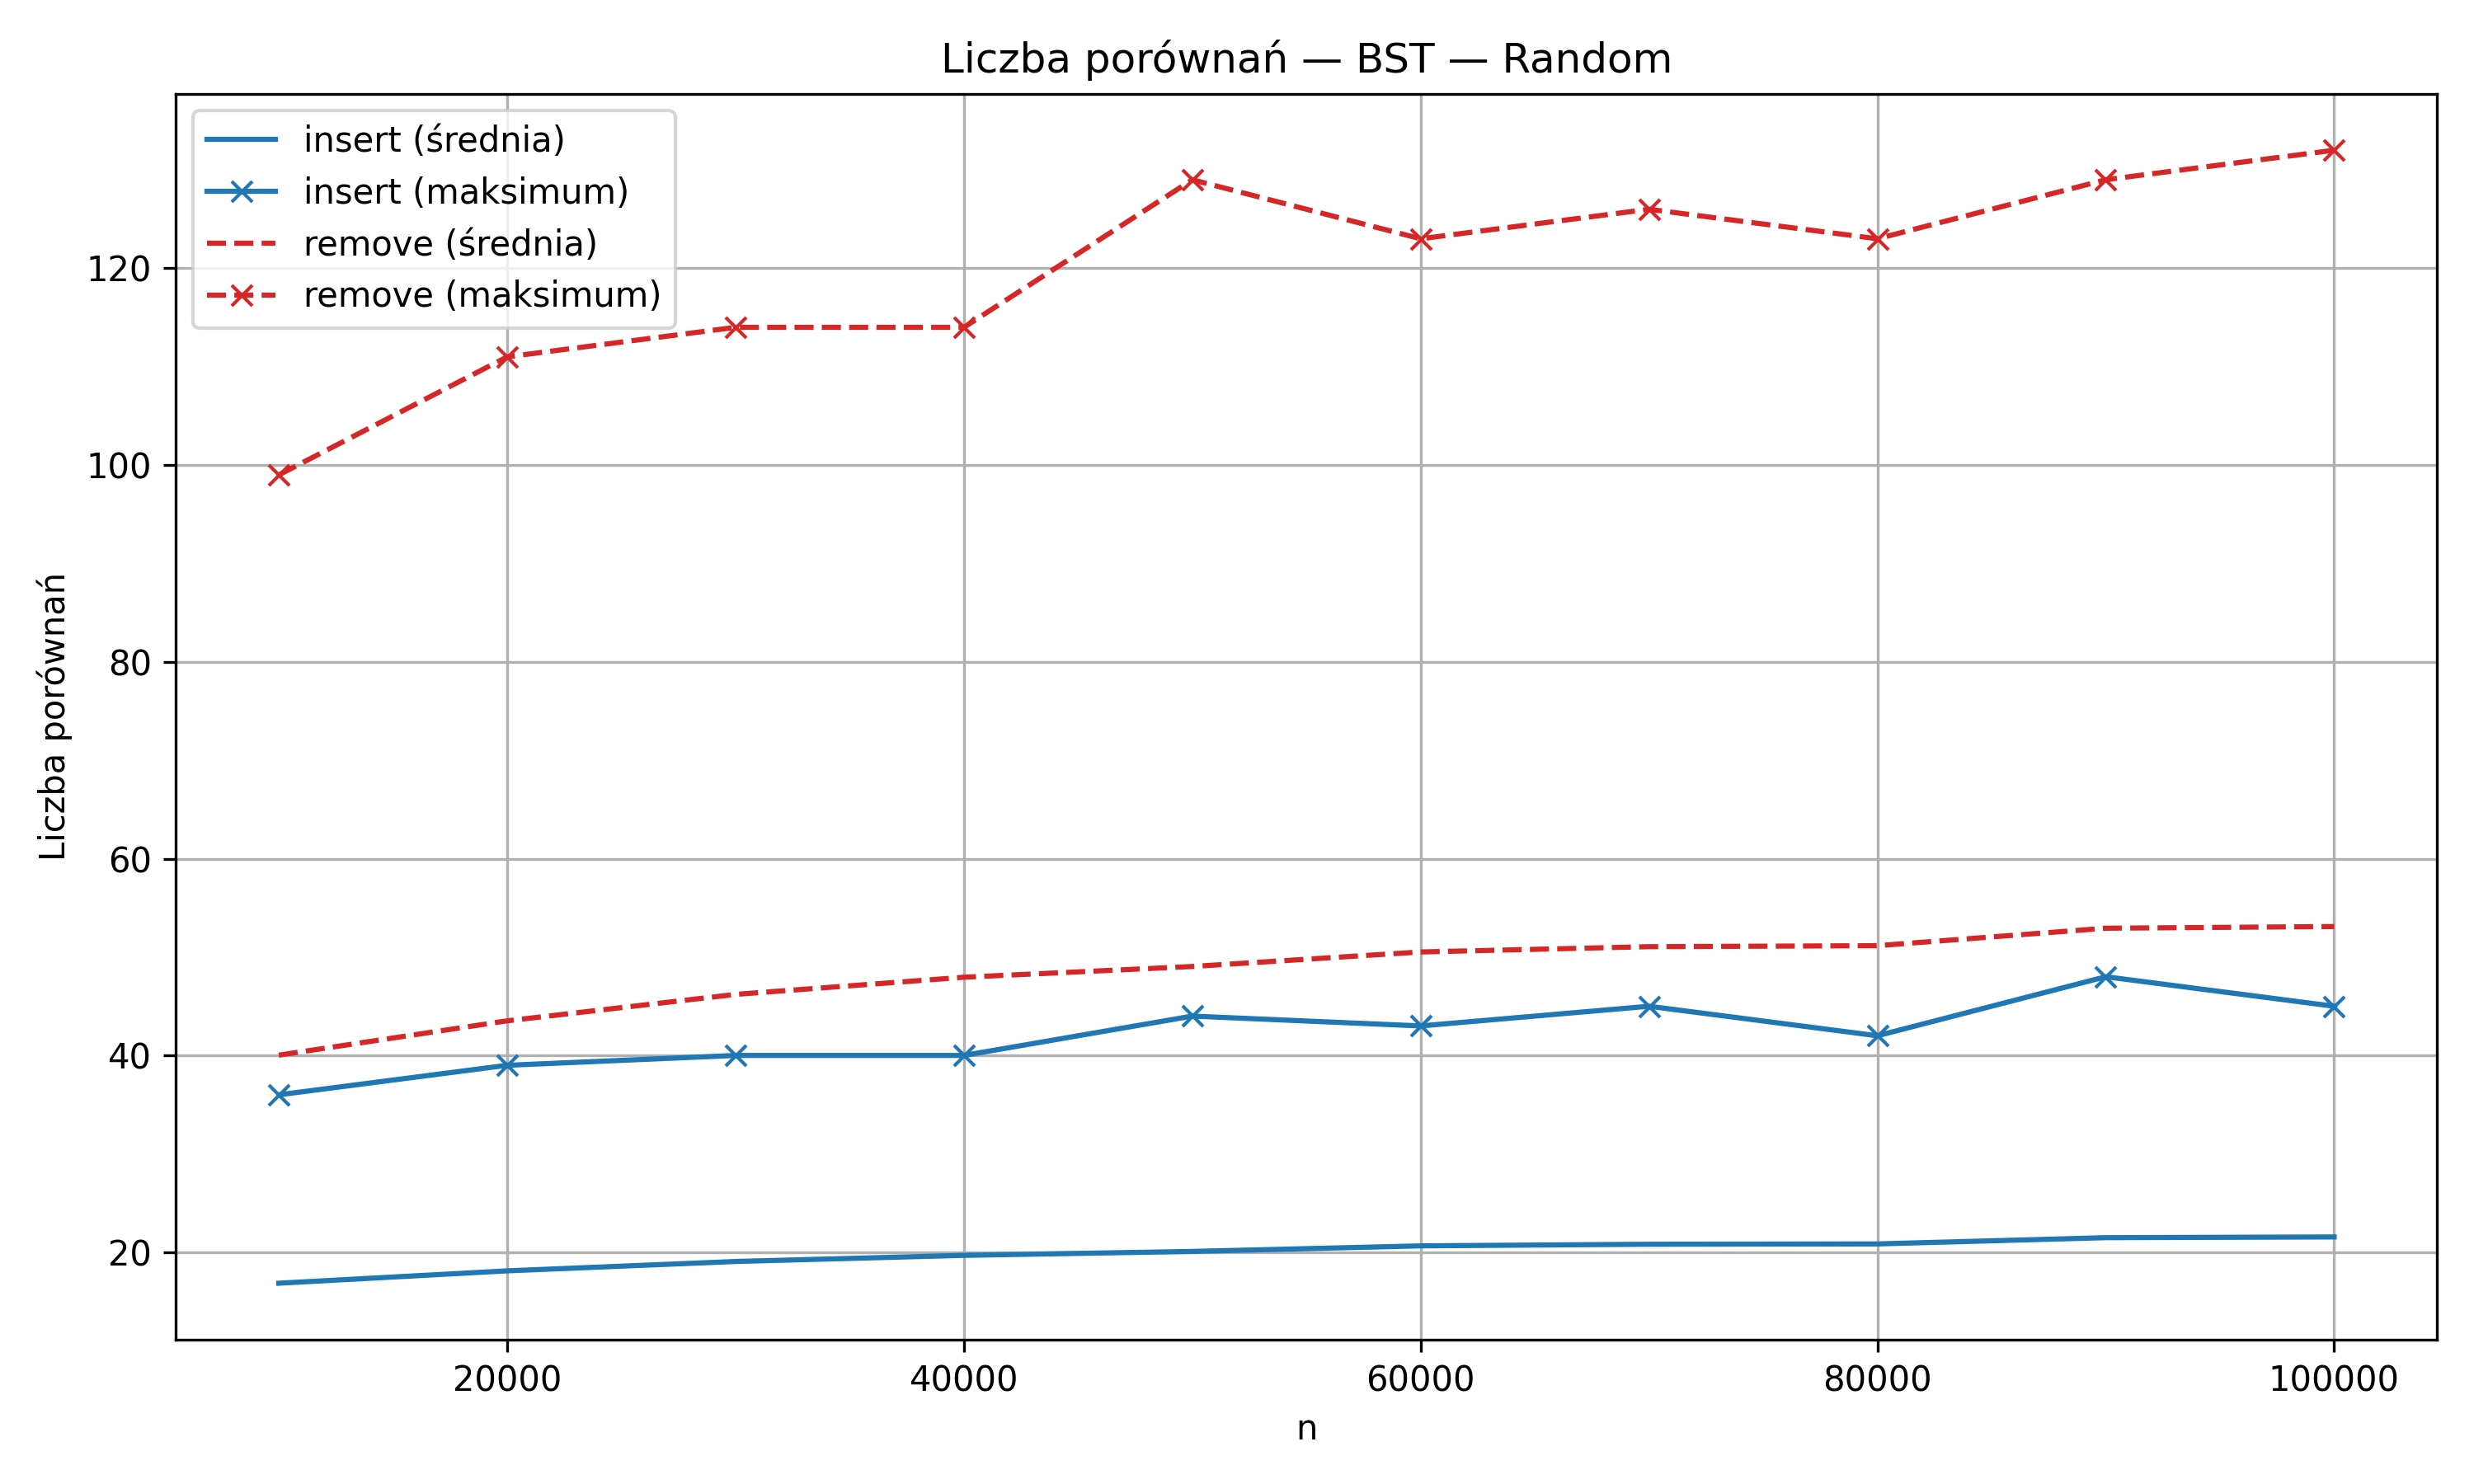 Liczba porównań — BST — Random
insert (średnia)
insert (maksimum)
remove (średnia)
remove (maksimum)
Liczba porównań
120
100
80
60
40
20
20000 40000 60000 80000 100000
n